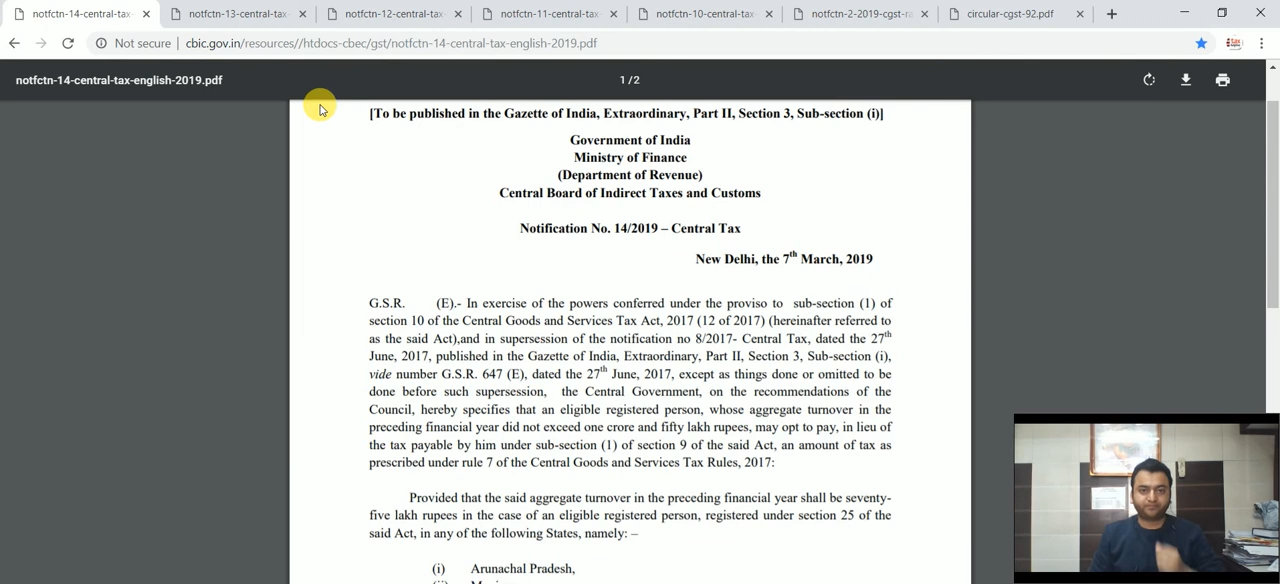 notfctn-14-central-tax-
notfctn-13-central-tax-
notfctn-12-central-tax-
notfctn-11-central-tax-
notfctn-10-central-tax-
notfctn-2-2019-cgst-ra
circular-cgst-92.pdf
Not secure | cbic.gov.in/resources//htdocs-cbec/gst/notfctn-14-central-tax-english-2019.pdf
notfctn-14-central-tax-english-2019.pdf
1 / 2
[To be published in the Gazette of India, Extraordinary, Part II, Section 3, Sub-section (i)]
Government of India
Ministry of Finance
(Department of Revenue)
Central Board of Indirect Taxes and Customs
Notification No. 14/2019 – Central Tax
New Delhi, the 7th March, 2019
G.S.R. (E).- In exercise of the powers conferred under the proviso to sub-section (1) of
section 10 of the Central Goods and Services Tax Act, 2017 (12 of 2017) (hereinafter referred to
as the said Act),and in supersession of the notification no 8/2017- Central Tax, dated the 27th
June, 2017, published in the Gazette of India, Extraordinary, Part II, Section 3, Sub-section (i),
vide number G.S.R. 647 (E), dated the 27th June, 2017, except as things done or omitted to be
done before such supersession, the Central Government, on the recommendations of the
Council, hereby specifies that an eligible registered person, whose aggregate turnover in the
preceding financial year did not exceed one crore and fifty lakh rupees, may opt to pay, in lieu of
the tax payable by him under sub-section (1) of section 9 of the said Act, an amount of tax as
prescribed under rule 7 of the Central Goods and Services Tax Rules, 2017:
Provided that the said aggregate turnover in the preceding financial year shall be seventy-
five lakh rupees in the case of an eligible registered person, registered under section 25 of the
said Act, in any of the following States, namely: –
(i) Arunachal Pradesh,